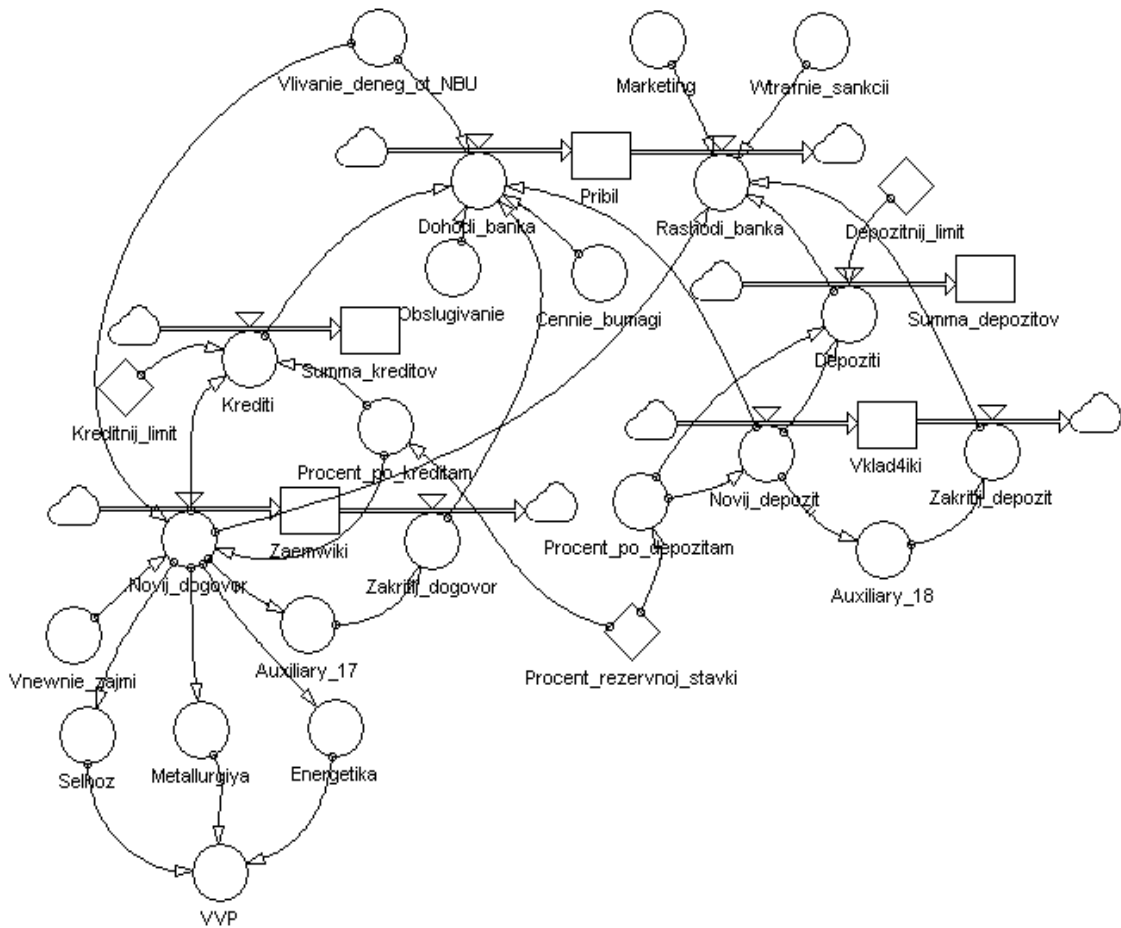 Vlivanie_deneg_ot_NBU
Marketing
Wtrafnie_sankcii
Pribil
Dohodi_banka
Rashodi_banka
Depozitnij_limit
Obslugivanie
Cennie_bumagi
Summa_depozitov
Depoziti
Summa_kreditov
Krediti
Kreditnij_limit
Procent_po_kreditam
Vklad4iki
Novij_depozit
Zakritij_depozit
Zaemwiki
Procent_po_depozitam
Novij_dogovor
Zakritij_dogovor
Auxiliary_18
Auxiliary_17
Vnewnie_zajmi
Procent_rezervnoj_stavki
Selhoz
Metallurgiya
Energetika
VVP